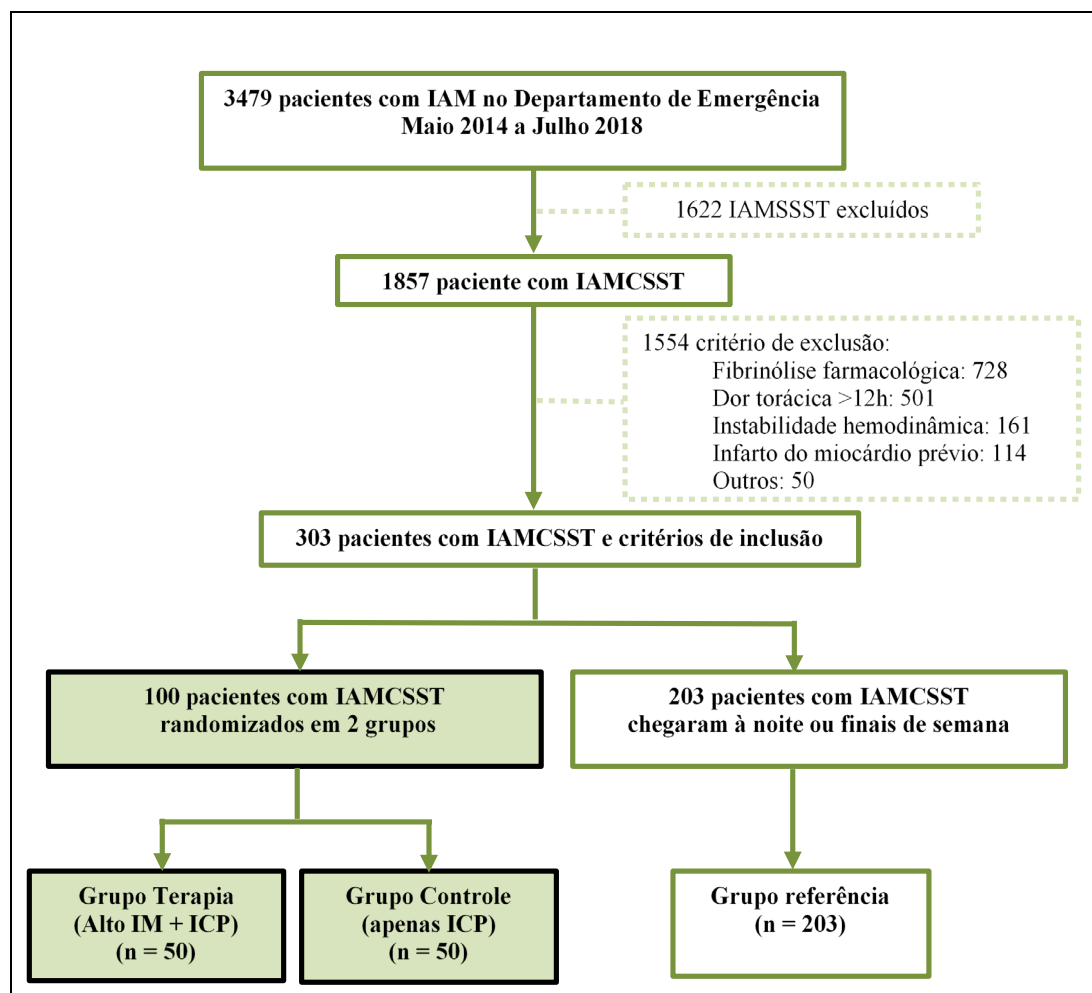 3479 pacientes com IAM no Departamento de Emergência
Maio 2014 a Julho 2018
1622 IAMSSST excluídos
1857 paciente com IAMCSST
1554 critério de exclusão:
Fibrinólise farmacológica: 728
Dor torácica >12h: 501
Instabilidade hemodinâmica: 161
Infarto do miocárdio prévio: 114
Outros: 50
303 pacientes com IAMCSST e critérios de inclusão
100 pacientes com IAMCSST
randomizados em 2 grupos
203 pacientes com IAMCSST
chegaram à noite ou finais de semana
Grupo Terapia
(Alto IM + ICP)
(n = 50)
Grupo Controle
(apenas ICP)
(n = 50)
Grupo referência
(n = 203)